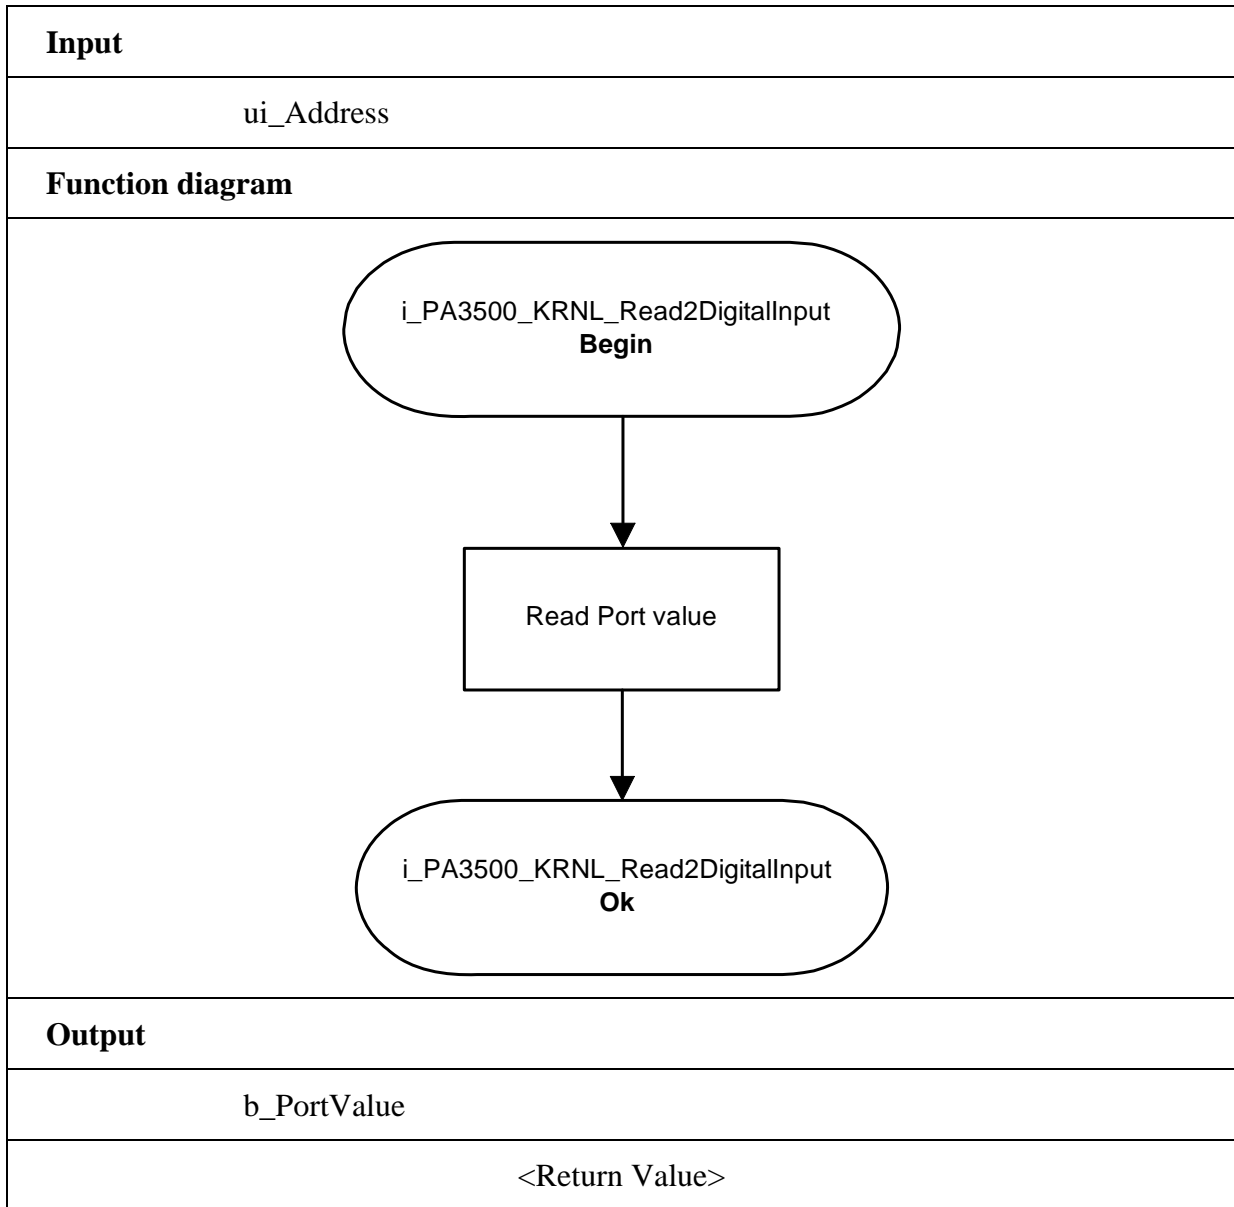 Input
ui_Address
Function diagram
i_PA3500_KRNL_Read2DigitalInput
Begin
Read Port value
i_PA3500_KRNL_Read2DigitalInput
Ok
Output
b_PortValue
<Return Value>